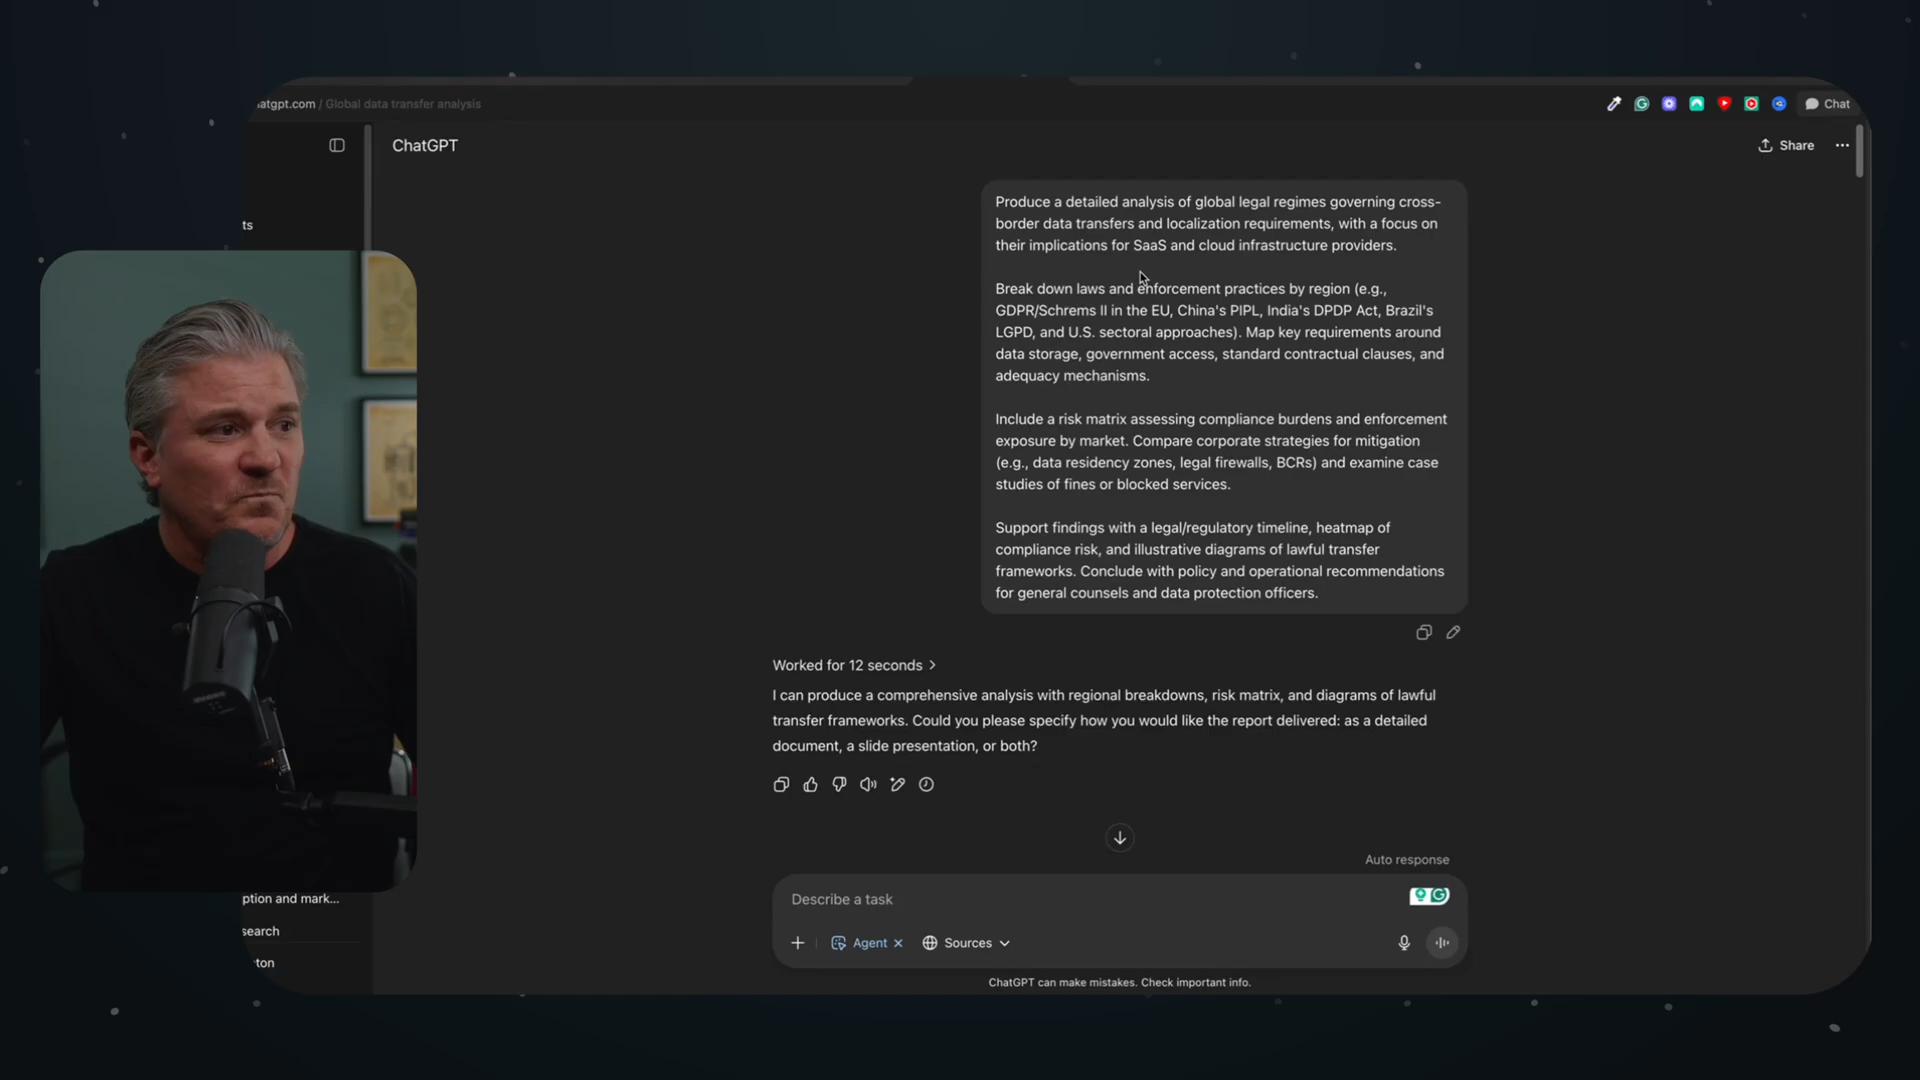 atgpt.com / Global data transfer analysis
Chat
ChatGPT
Share
ts
Produce a detailed analysis of global legal regimes governing cross-
border data transfers and localization requirements, with a focus on
their implications for SaaS and cloud infrastructure providers.
Break down laws and enforcement practices by region (e.g.,
GDPR/Schrems II in the EU, China's PIPL, India's DPDP Act, Brazil's
LGPD, and U.S. sectoral approaches). Map key requirements around
data storage, government access, standard contractual clauses, and
adequacy mechanisms.
Include a risk matrix assessing compliance burdens and enforcement
exposure by market. Compare corporate strategies for mitigation
(e.g., data residency zones, legal firewalls, BCRs) and examine case
studies of fines or blocked services.
Support findings with a legal/regulatory timeline, heatmap of
compliance risk, and illustrative diagrams of lawful transfer
frameworks. Conclude with policy and operational recommendations
for general counsels and data protection officers.
Worked for 12 seconds
I can produce a comprehensive analysis with regional breakdowns, risk matrix, and diagrams of lawful
transfer frameworks. Could you please specify how you would like the report delivered: as a detailed
document, a slide presentation, or both?
Auto response
Describe a task
Agent
Sources
ption and mark...
search
ton
ChatGPT can make mistakes. Check important info.